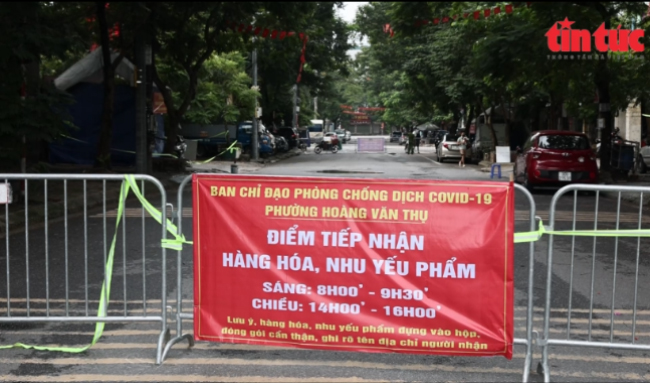 tin tức
BAN CHỈ ĐẠO PHÒNG CHỐNG DỊCH COVID-19
PHƯỜNG HOÀNG VĂN THỤ
ĐIỂM TIẾP NHẬN
HÀNG HÓA, NHU YẾU PHẨM
SÁNG: 8H00' - 9H30'
CHIỀU: 14H00' - 16H00'
Lưu ý, hàng hóa, nhu yếu phẩm đựng vào hộp,
đóng gói cẩn thận, ghi rõ tên địa chỉ người nhận